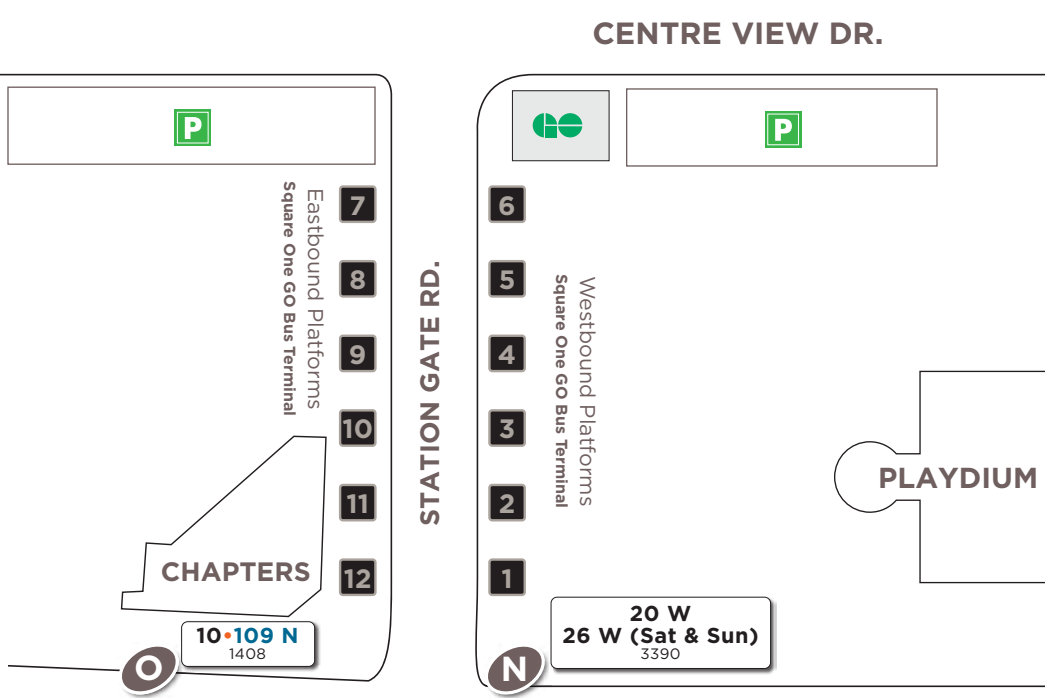 CENTRE VIEW DR.
P
GO
P
7
8
9
10
11
12
Eastbound Platforms
Square One GO Bus Terminal
STATION GATE RD.
6
5
4
3
2
1
Westbound Platforms
Square One GO Bus Terminal
PLAYDIUM
CHAPTERS
10•109 N
1408
O
20 W
26 W (Sat & Sun)
3390
N